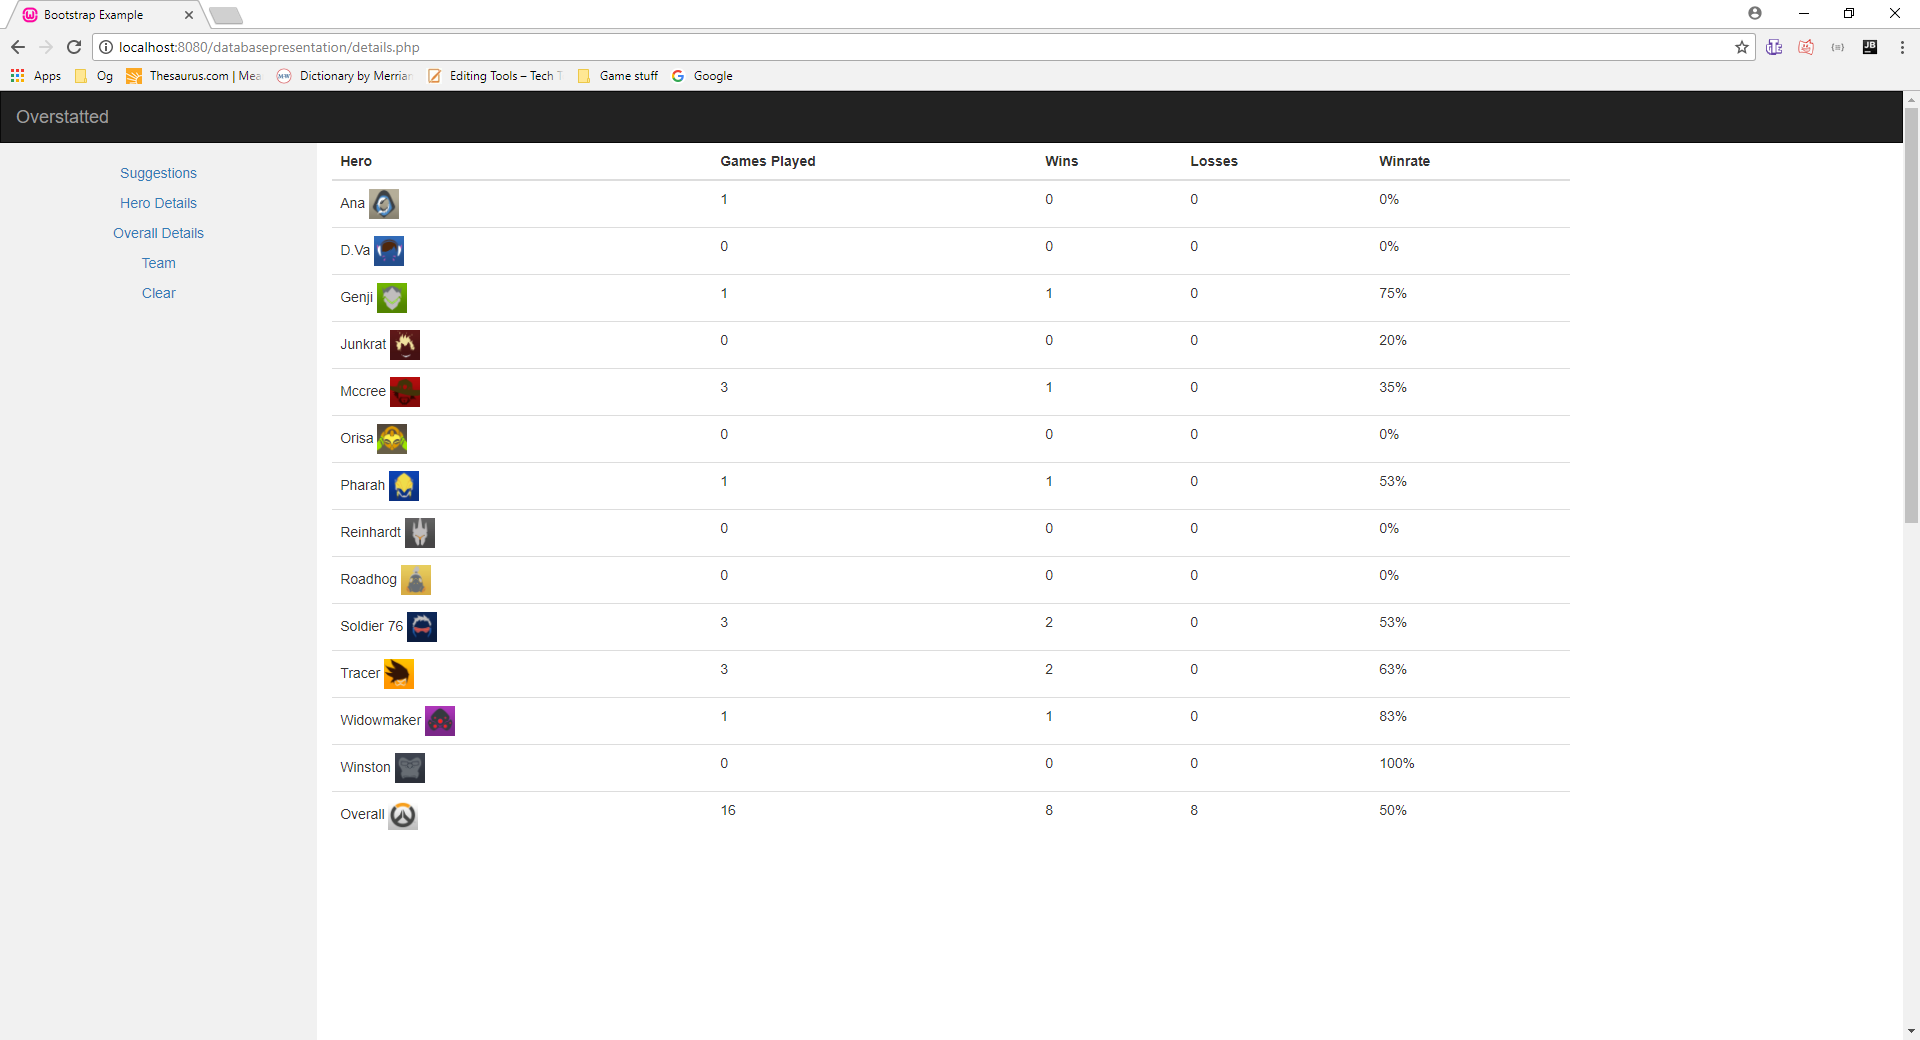 Bootstrap Example
localhost:8080/databasepresentation/details.php
Apps Og Thesaurus.com | Mea Dictionary by Merrian Editing Tools – Tech T Game stuff Google
Overstatted
Suggestions
Hero Details
Overall Details
Team
Clear
Hero Games Played Wins Losses Winrate
Ana 1 0 0 0%
D.Va 0 0 0 0%
Genji 1 1 0 75%
Junkrat 0 0 0 20%
Mccree 3 1 0 35%
Orisa 0 0 0 0%
Pharah 1 1 0 53%
Reinhardt 0 0 0 0%
Roadhog 0 0 0 0%
Soldier 76 3 2 0 53%
Tracer 3 2 0 63%
Widowmaker 1 1 0 83%
Winston 0 0 0 100%
Overall 16 8 8 50%